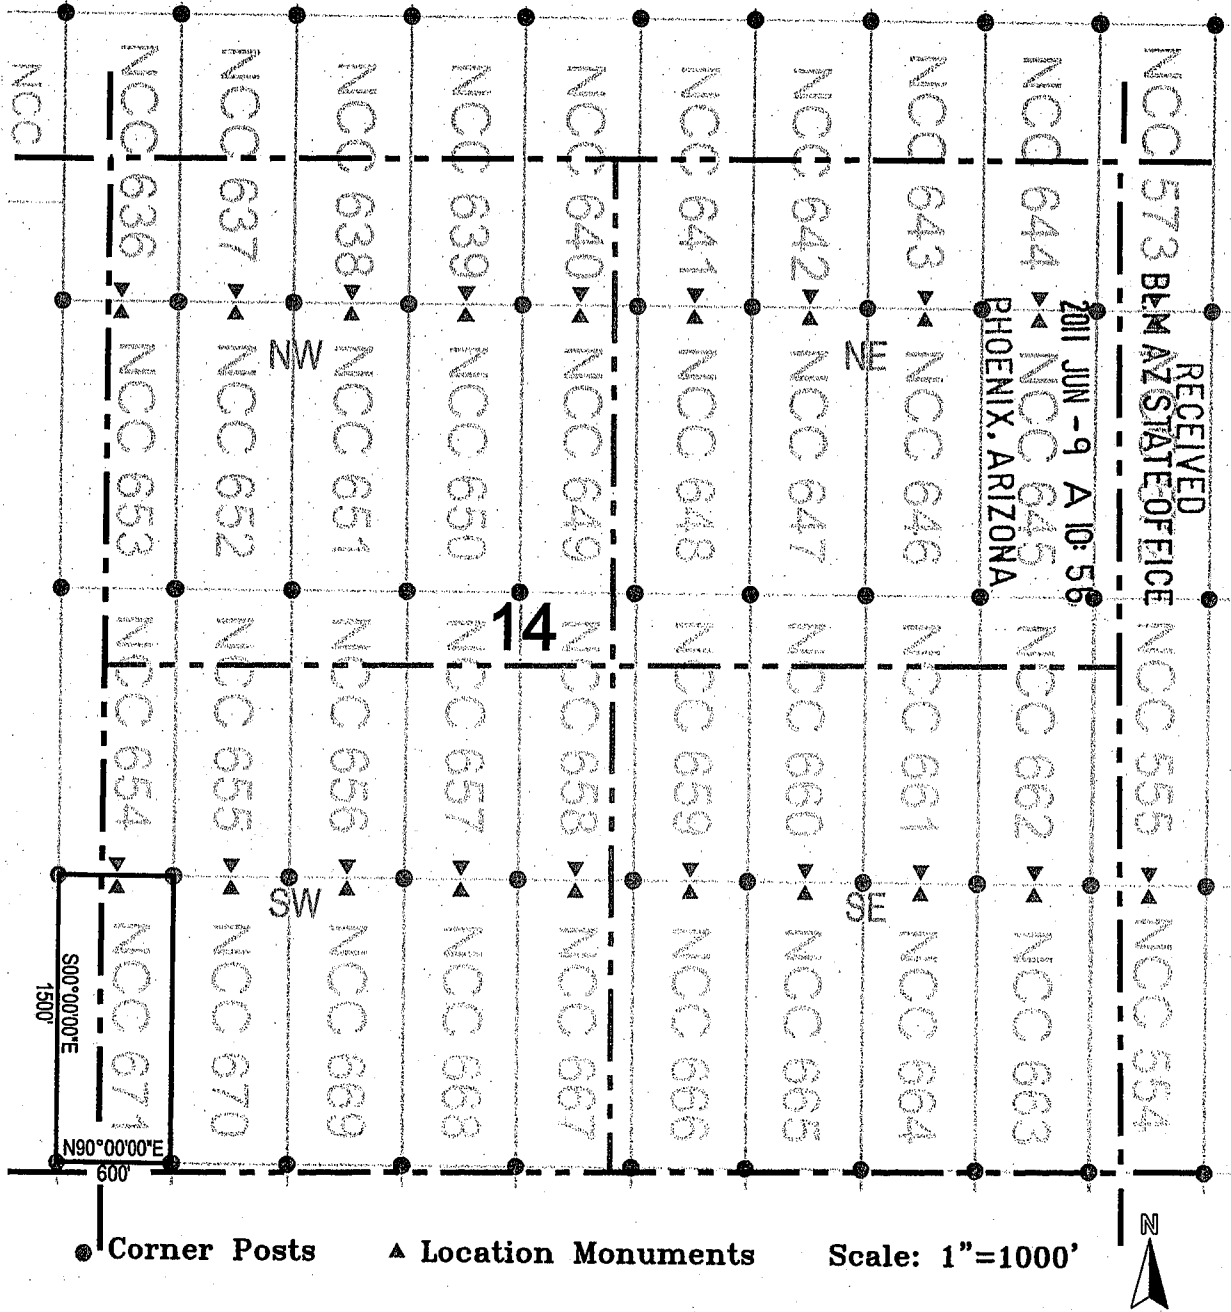 NCC
NCC 636
NCC 637
NCC 638
NCC 639
NCC 640
NCC 641
NCC 642
NCC 643
NCC 644
NCC 573
RECEIVED
BLM AZ STATE OFFICE
2011 JUN -9 A 10:56
PHOENIX, ARIZONA
NW
NE
NCC 653
NCC 652
NCC 651
NCC 650
NCC 649
NCC 648
NCC 647
NCC 646
NCC 645
14
NCC 654
NCC 655
NCC 656
NCC 657
NCC 658
NCC 659
NCC 660
NCC 661
NCC 662
NCC 555
SW
SE
S00°00'00"E
1500'
NCC 671
NCC 670
NCC 669
NCC 668
NCC 667
NCC 666
NCC 665
NCC 664
NCC 663
NCC 554
N90°00'00"E
600'
Corner Posts
Location Monuments
Scale: 1"=1000'
N